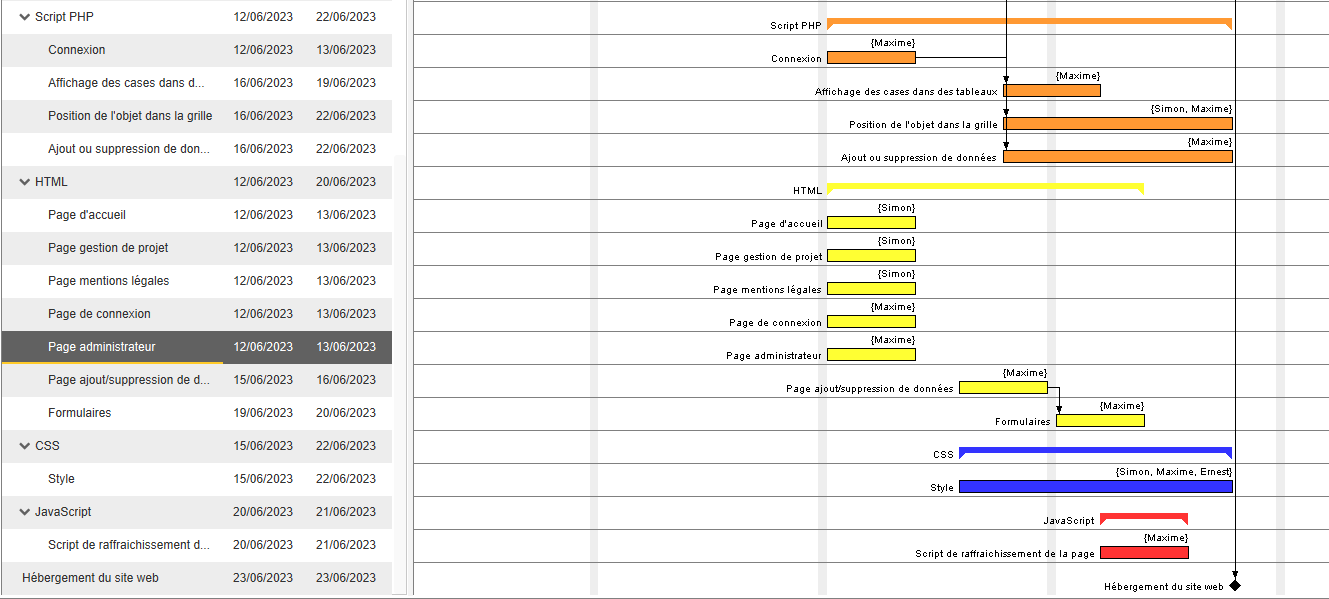 Script PHP 12/06/2023 22/06/2023
Connexion 12/06/2023 13/06/2023
Affichage des cases dans d... 16/06/2023 19/06/2023
Position de l'objet dans la grille 16/06/2023 22/06/2023
Ajout ou suppression de don... 16/06/2023 22/06/2023
HTML 12/06/2023 20/06/2023
Page d'accueil 12/06/2023 13/06/2023
Page gestion de projet 12/06/2023 13/06/2023
Page mentions légales 12/06/2023 13/06/2023
Page de connexion 12/06/2023 13/06/2023
Page administrateur 12/06/2023 13/06/2023
Page ajout/suppression de d... 15/06/2023 16/06/2023
Formulaires 19/06/2023 20/06/2023
CSS 15/06/2023 22/06/2023
Style 15/06/2023 22/06/2023
JavaScript 20/06/2023 21/06/2023
Script de raffraichissement d... 20/06/2023 21/06/2023
Hébergement du site web 23/06/2023 23/06/2023
Script PHP
{Maxime}
Connexion
{Maxime}
Affichage des cases dans des tableaux
{Simon, Maxime}
Position de l'objet dans la grille
{Maxime}
Ajout ou suppression de données
HTML
{Simon}
Page d'accueil
{Simon}
Page gestion de projet
{Simon}
Page mentions légales
{Maxime}
Page de connexion
{Maxime}
Page administrateur
{Maxime}
Page ajout/suppression de données
{Maxime}
Formulaires
CSS
{Simon, Maxime, Ernest}
Style
JavaScript
{Maxime}
Script de raffraichissement de la page
Hébergement du site web